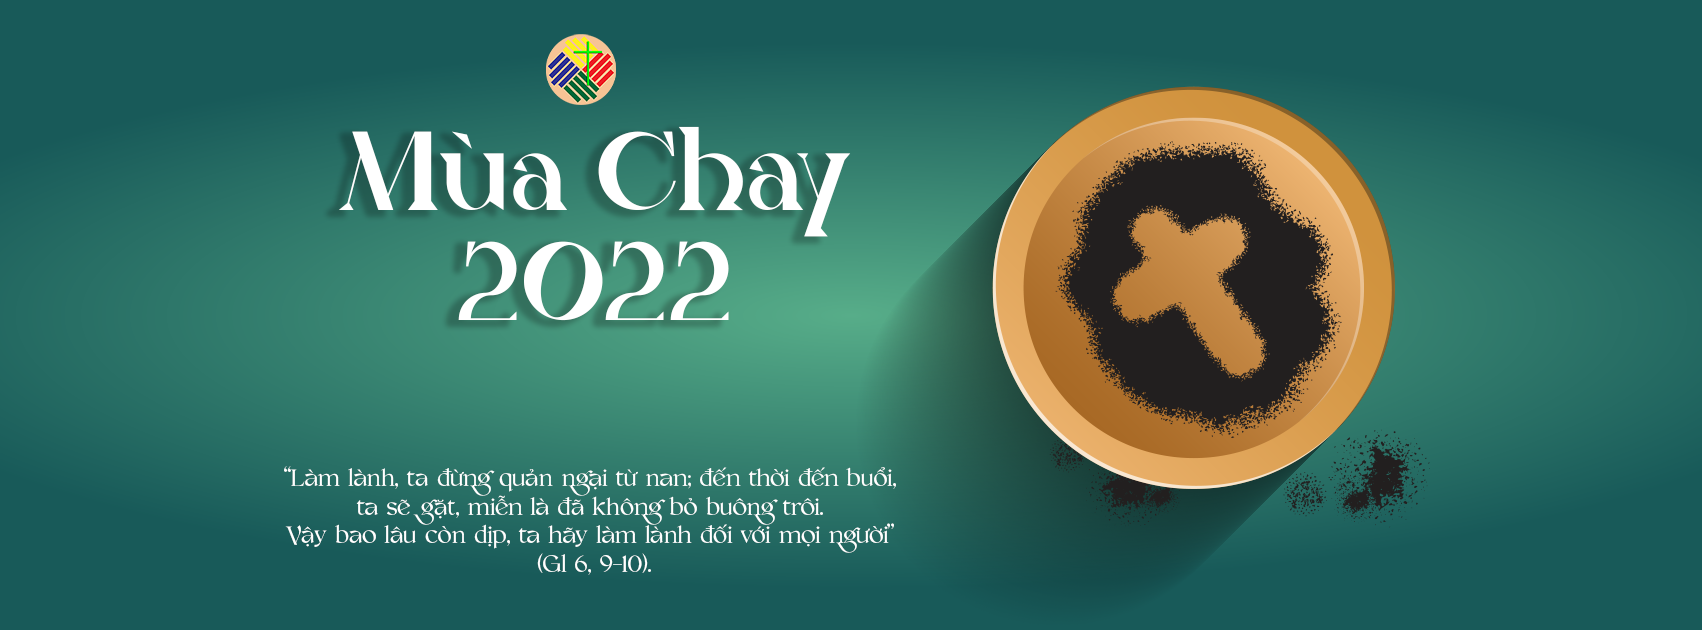 Mùa Chay
2022
“Làm lành, ta đừng quản ngại từ nan; đến thời đến buổi,
ta sẽ gặt, miễn là đã không bỏ buông trôi.
Vậy bao lâu còn dịp, ta hãy làm lành đối với mọi người”
(Gl 6, 9-10).